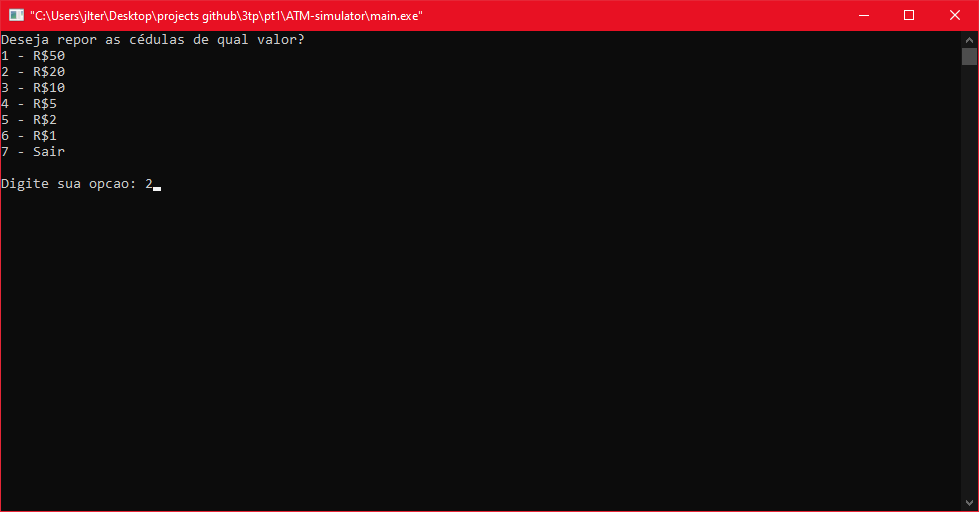 "C:\Users\jlter\Desktop\projects github\3tp\pt1\ATM-simulator\main.exe"
Deseja repor as cédulas de qual valor?
1 - R$50
2 - R$20
3 - R$10
4 - R$5
5 - R$2
6 - R$1
7 - Sair
Digite sua opcao: 2